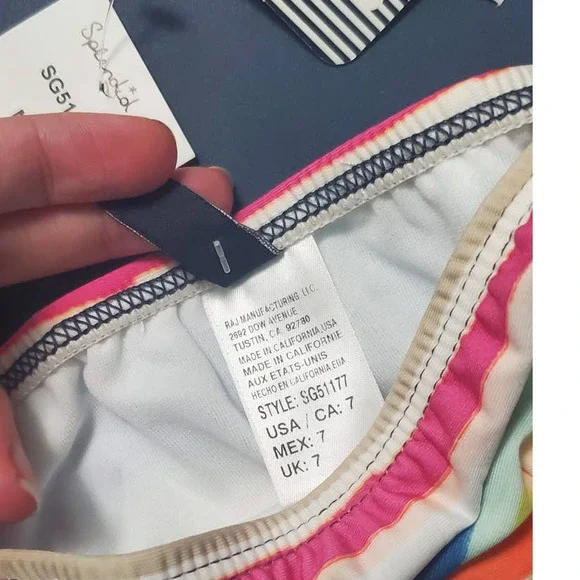 Splendid
SG51
RAJ MANUFACTURING, LLC.
2692 DOW AVENUE
TUSTIN, CA. 92780
MADE IN CALIFORNIA, USA
MADE IN CALIFORNIE
AUX ETATS-UNIS
HECHO EN CALIFORNIA EUA
STYLE: SG51177
USA / CA: 7
MEX: 7
UK: 7